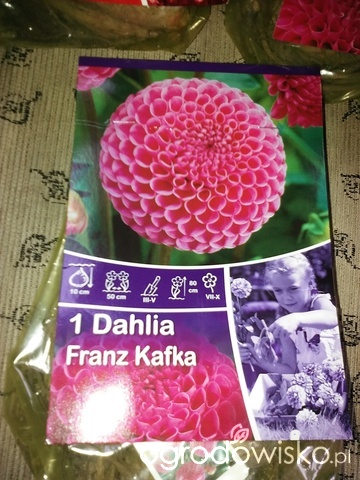 10 cm
50 cm
III-V
80
cm
VII-X
1 Dahlia
Franz Kafka
ogrodowisko.pl